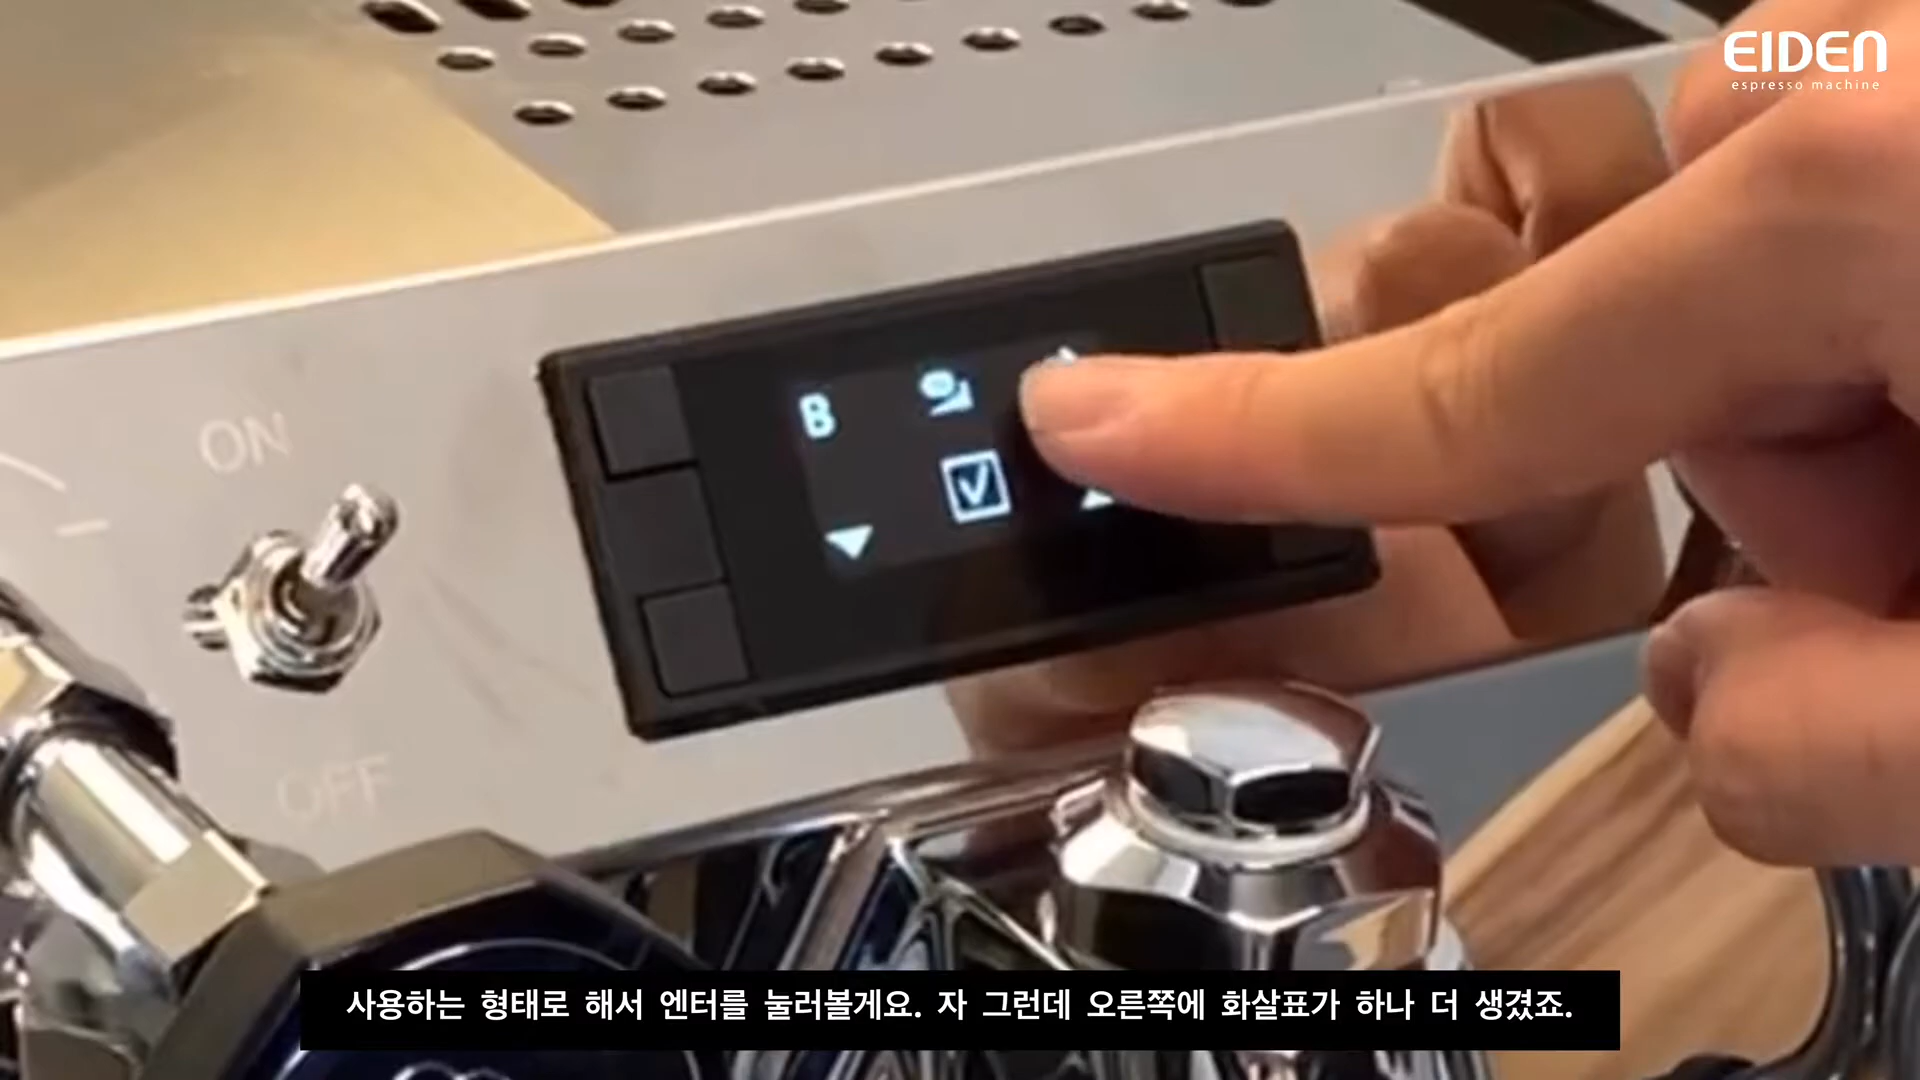 EIDEN
espresso machine
ON
B
OFF
사용하는 형태로 해서 엔터를 눌러볼게요. 자 그런데 오른쪽에 화살표가 하나 더 생겼죠.